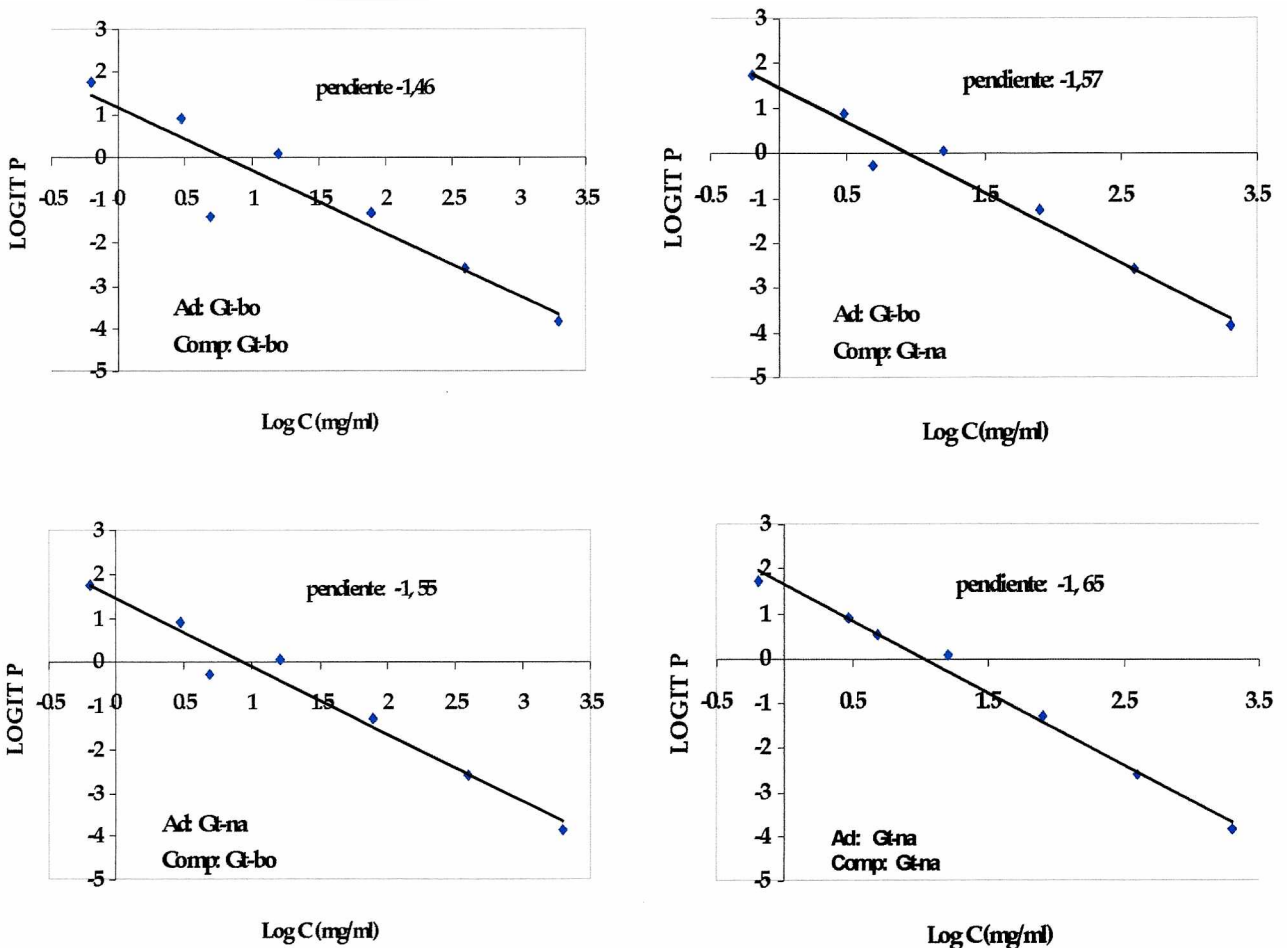 3
2
1
0
-1
-2
-3
-4
-5
-0.5 0 0.5 1 1.5 2 2.5 3 3.5
LOGIT P
pendiente -1,46
Ad: Gt-bo
Comp: Gt-bo
Log C (mg/ml)
3
2
1
0
-1
-2
-3
-4
-5
-0.5 0.5 1.5 2.5 3.5
LOGIT P
pendiente: -1,57
Ad: Gt-bo
Comp: Gt-na
Log C (mg/ml)
3
2
1
0
-1
-2
-3
-4
-5
-0.5 0 0.5 1 1.5 2 2.5 3 3.5
LOGIT P
pendiente: -1, 55
Ad: Gt-na
Comp: Gt-bo
Log C (mg/ml)
3
2
1
0
-1
-2
-3
-4
-5
-0.5 0.5 1.5 2.5 3.5
LOGIT P
pendiente: -1, 65
Ad: Gt-na
Comp: Gt-na
Log C (mg/ml)